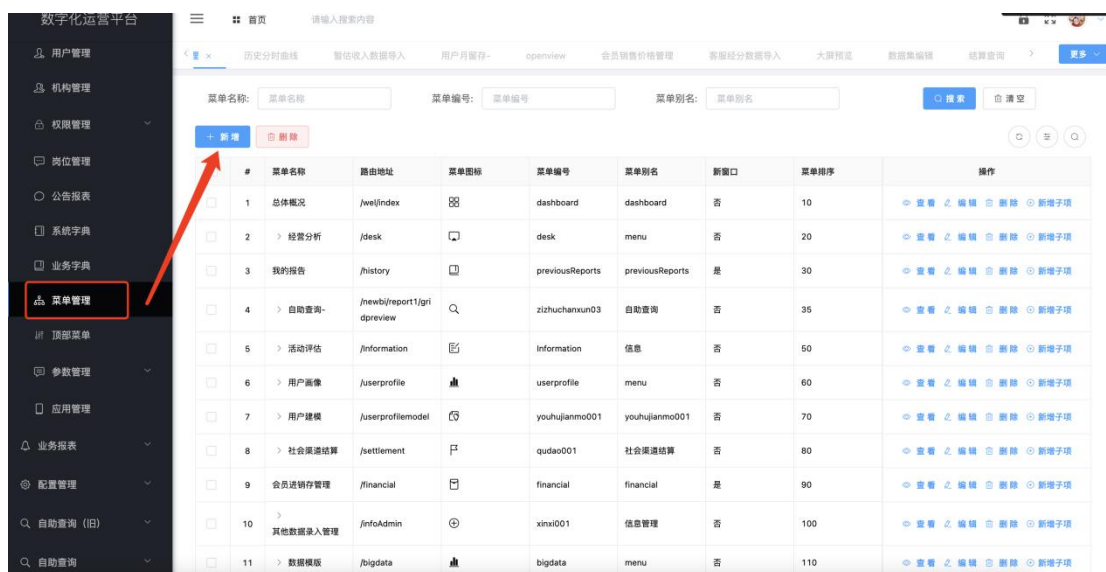 数字化运营平台
首页 请输入搜索内容
历史分时曲线 暂估收入数据导入 用户月留存- openview 会员销售价格管理 客服经分数据导入 大屏预览 数据集编辑 结算查询 更多
用户管理
机构管理
权限管理
岗位管理
公告报表
系统字典
业务字典
菜单管理
顶部菜单
参数管理
应用管理
业务报表
配置管理
自助查询（旧）
自助查询
菜单名称: 菜单名称 菜单编号: 菜单编号 菜单别名: 菜单别名 搜索 清空
+ 新增 删除
# 菜单名称 路由地址 菜单图标 菜单编号 菜单别名 新窗口 菜单排序 操作
1 总体概况 /wel/index dashboard dashboard 否 10 查看 编辑 删除 新增子项
2 > 经营分析 /desk desk menu 否 20 查看 编辑 删除 新增子项
3 我的报告 /history previousReports previousReports 是 30 查看 编辑 删除 新增子项
4 > 自助查询- /newbi/report1/gri zizhuchanxun03 自助查询 否 35 查看 编辑 删除 新增子项
dpreview
5 > 活动评估 /Information Information 信息 否 50 查看 编辑 删除 新增子项
6 > 用户画像 /userprofile userprofile menu 否 60 查看 编辑 删除 新增子项
7 > 用户建模 /userprofilemodel youhujianmo001 youhujianmo001 否 70 查看 编辑 删除 新增子项
8 > 社会渠道结算 /settlement qudao001 社会渠道结算 否 80 查看 编辑 删除 新增子项
9 会员进销存管理 /financial financial financial 是 90 查看 编辑 删除 新增子项
10 > /infoAdmin xinxi001 信息管理 否 100 查看 编辑 删除 新增子项
其他数据录入管理
11 > 数据模版 /bigdata bigdata menu 否 110 查看 编辑 删除 新增子项